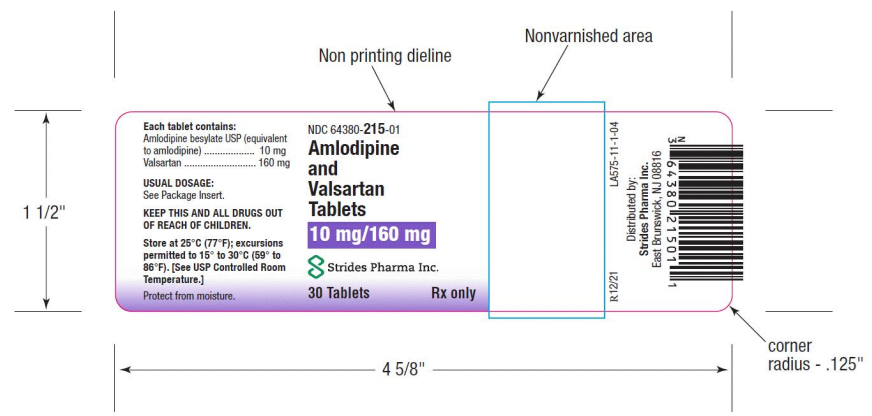 Non printing dieline
Nonvarnished area
1 1/2"
Each tablet contains:
Amlodipine besylate USP (equivalent
to amlodipine) ................... 10 mg
Valsartan ........................... 160 mg
USUAL DOSAGE:
See Package Insert.
KEEP THIS AND ALL DRUGS OUT
OF REACH OF CHILDREN.
Store at 25°C (77°F); excursions
permitted to 15° to 30°C (59° to
86°F). [See USP Controlled Room
Temperature.]
Protect from moisture.
NDC 64380-215-01
Amlodipine
and
Valsartan
Tablets
10 mg/160 mg
Strides Pharma Inc.
30 Tablets Rx only
R12/21 LA575-11-1-04
Distributed by:
Strides Pharma Inc.
East Brunswick, NJ 08816
N
3 64380 21501 1
corner
radius - .125"
4 5/8"